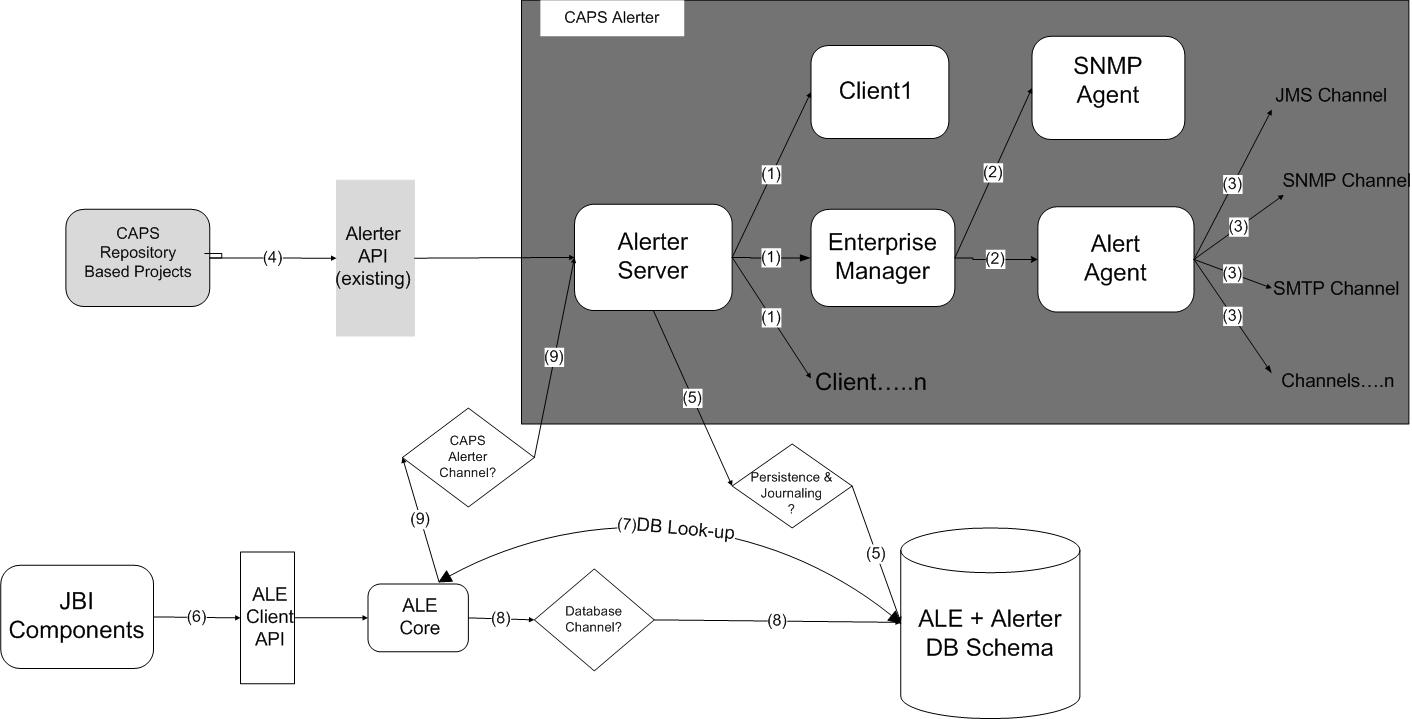 CAPS Alerter
Client1
SNMP
Agent
JMS Channel
(1)
(2)
(3)
SNMP Channel
(3)
CAPS
Repository
Based Projects
(4)
Alerter
API
(existing)
Alerter
Server
(1)
Enterprise
Manager
(2)
Alert
Agent
(3)
SMTP Channel
(1)
(3)
Client.....n
Channels....n
(9)
(5)
CAPS
Alerter
Channel?
Persistence &
Journaling
?
(9)
(7)DB Look-up
(5)
JBI
Components
(6)
ALE
Client
API
ALE
Core
(8)
Database
Channel?
(8)
ALE + Alerter
DB Schema